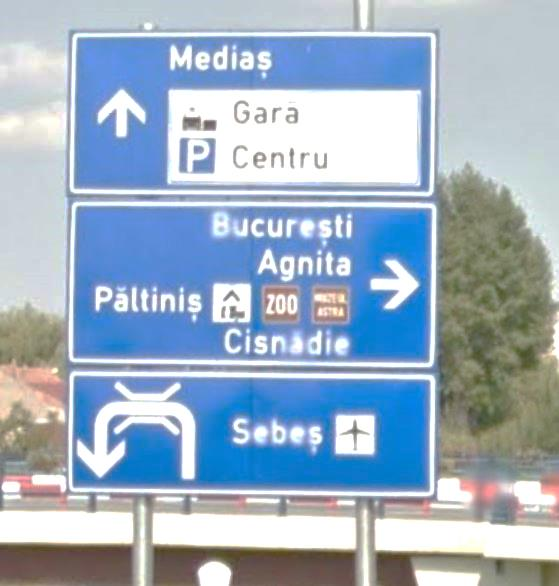 Mediaș
Gară
P Centru
București
Agnita
Păltiniș ZOO MUZEUL
ASTRA
Cisnădie
Sebeș